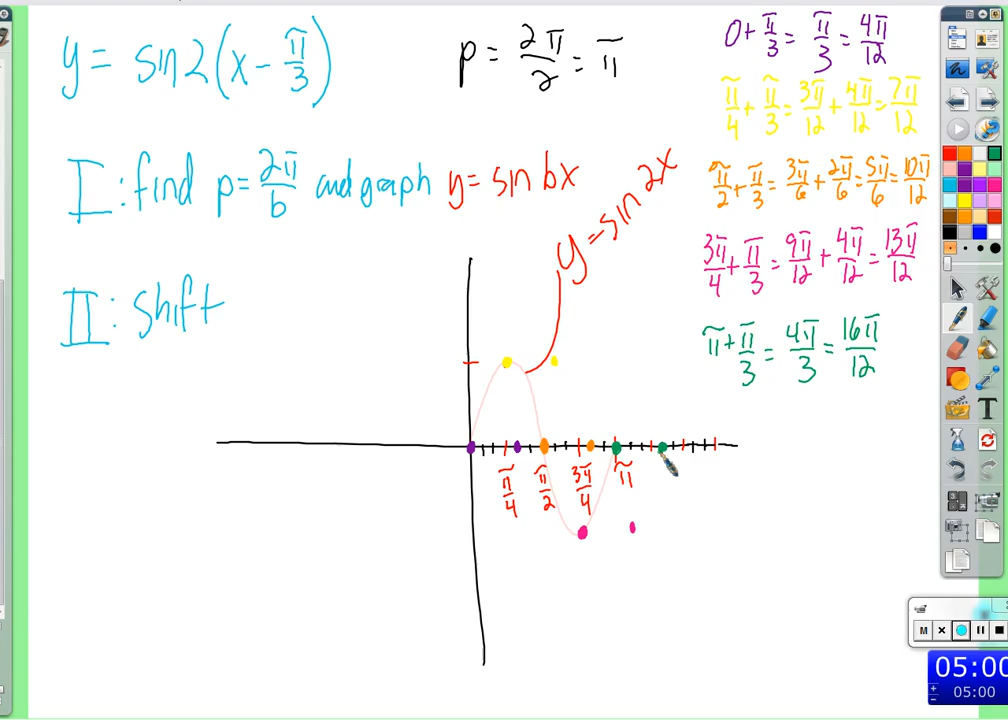 y = sin 2(x - π/3)
p = 2π/2 = π
I: find p = 2π/b and graph y = sin bx
y = sin 2x
II: Shift
0 + π/3 = π/3 = 4π/12
π/4 + π/3 = 3π/12 + 4π/12 = 7π/12
π/2 + π/3 = 3π/6 + 2π/6 = 5π/6 = 10π/12
3π/4 + π/3 = 9π/12 + 4π/12 = 13π/12
π + π/3 = 4π/3 = 16π/12
π/4 π/2 3π/4 π
T
M
05:00
05:00